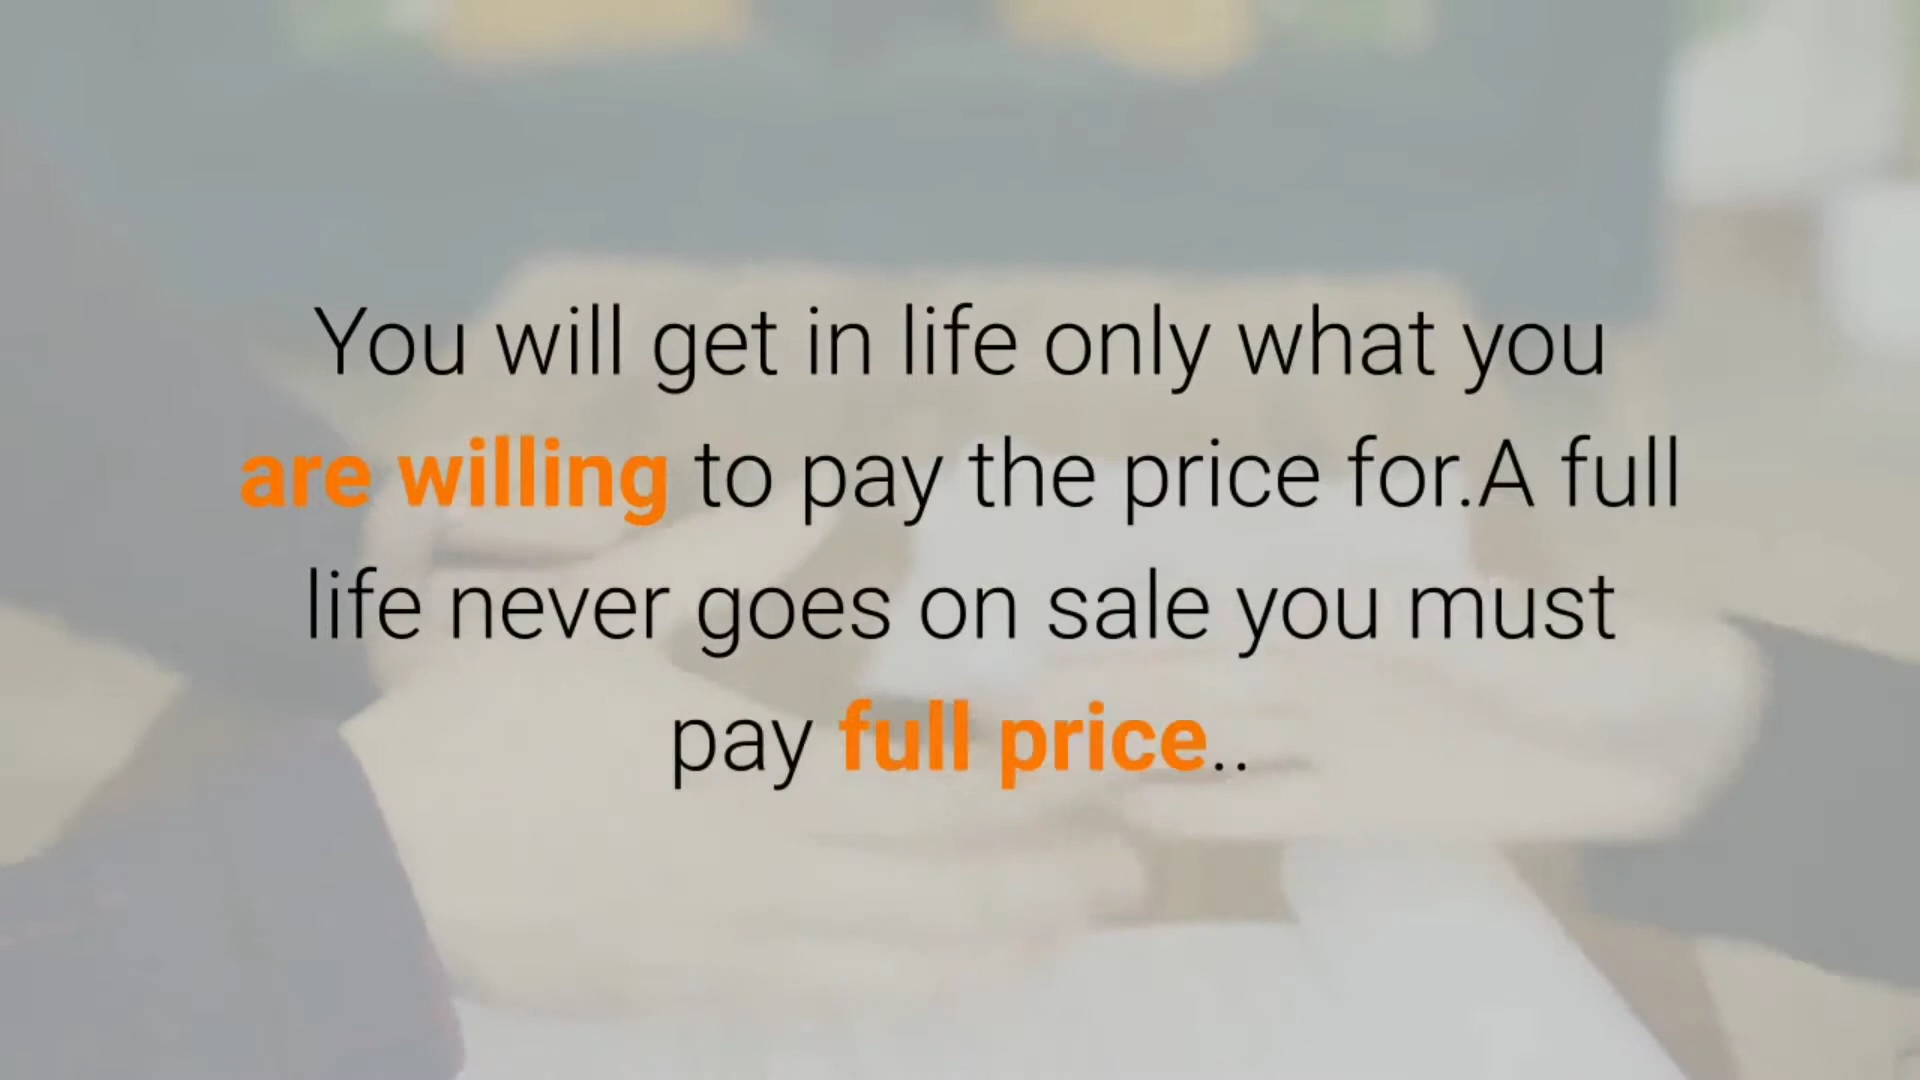 You will get in life only what you
are willing to pay the price for.A full
life never goes on sale you must
pay full price..